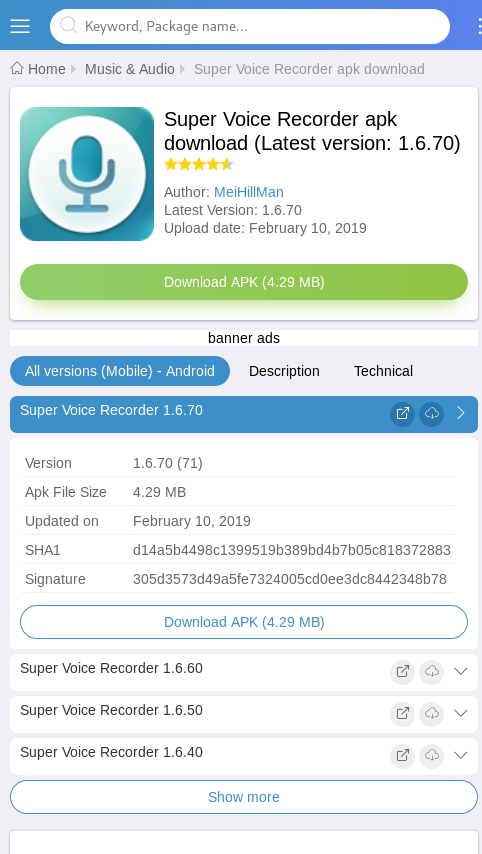 Keyword, Package name...
Home Music & Audio Super Voice Recorder apk download
Super Voice Recorder apk
download (Latest version: 1.6.70)
Author: MeiHillMan
Latest Version: 1.6.70
Upload date: February 10, 2019
Download APK (4.29 MB)
banner ads
All versions (Mobile) - Android Description Technical
Super Voice Recorder 1.6.70
Version 1.6.70 (71)
Apk File Size 4.29 MB
Updated on February 10, 2019
SHA1 d14a5b4498c1399519b389bd4b7b05c818372883
Signature 305d3573d49a5fe7324005cd0ee3dc8442348b78
Download APK (4.29 MB)
Super Voice Recorder 1.6.60
Super Voice Recorder 1.6.50
Super Voice Recorder 1.6.40
Show more